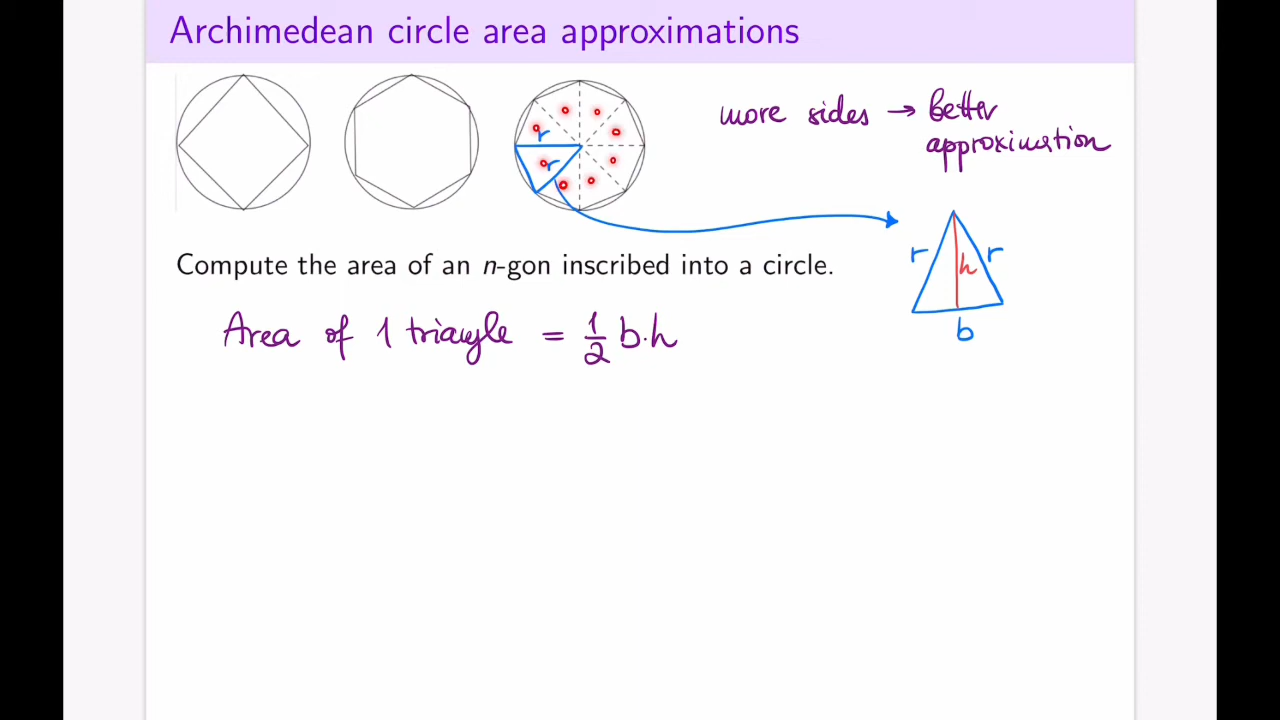 Archimedean circle area approximations
more sides → better
approximation
r
r
r h r
b
Compute the area of an n-gon inscribed into a circle.
Area of 1 triangle = 1/2 b·h